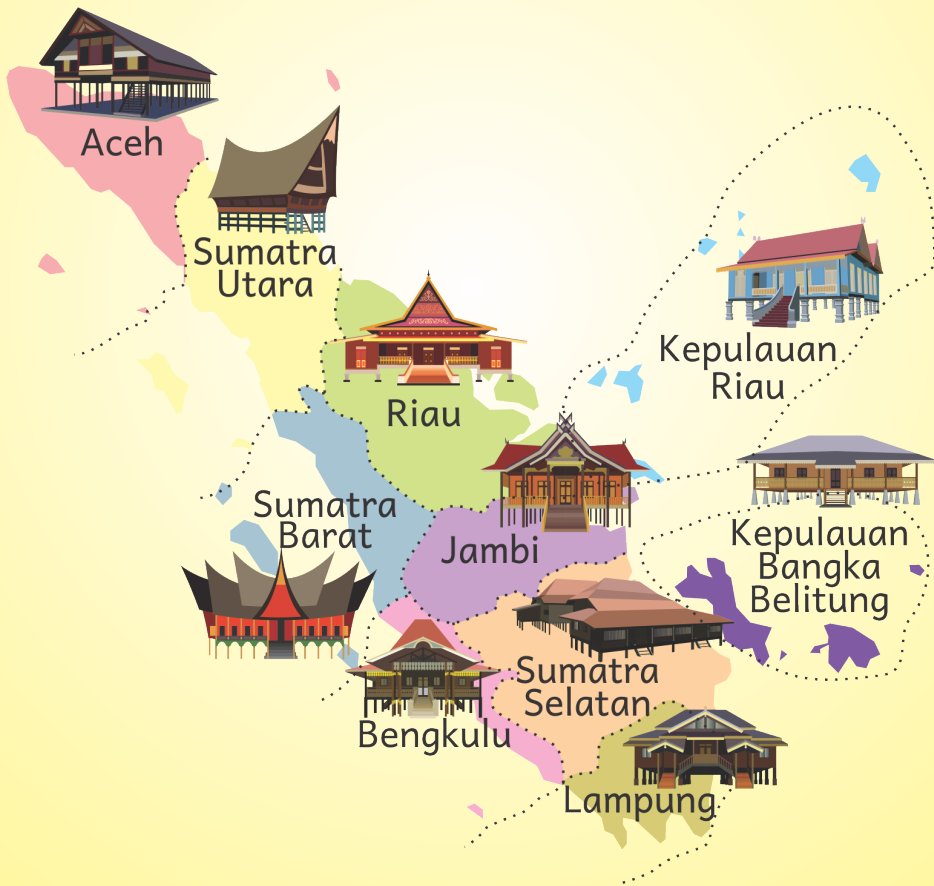 Aceh
Sumatra
Utara
Riau
Kepulauan
Riau
Sumatra
Barat
Jambi
Kepulauan
Bangka
Belitung
Sumatra
Selatan
Bengkulu
Lampung